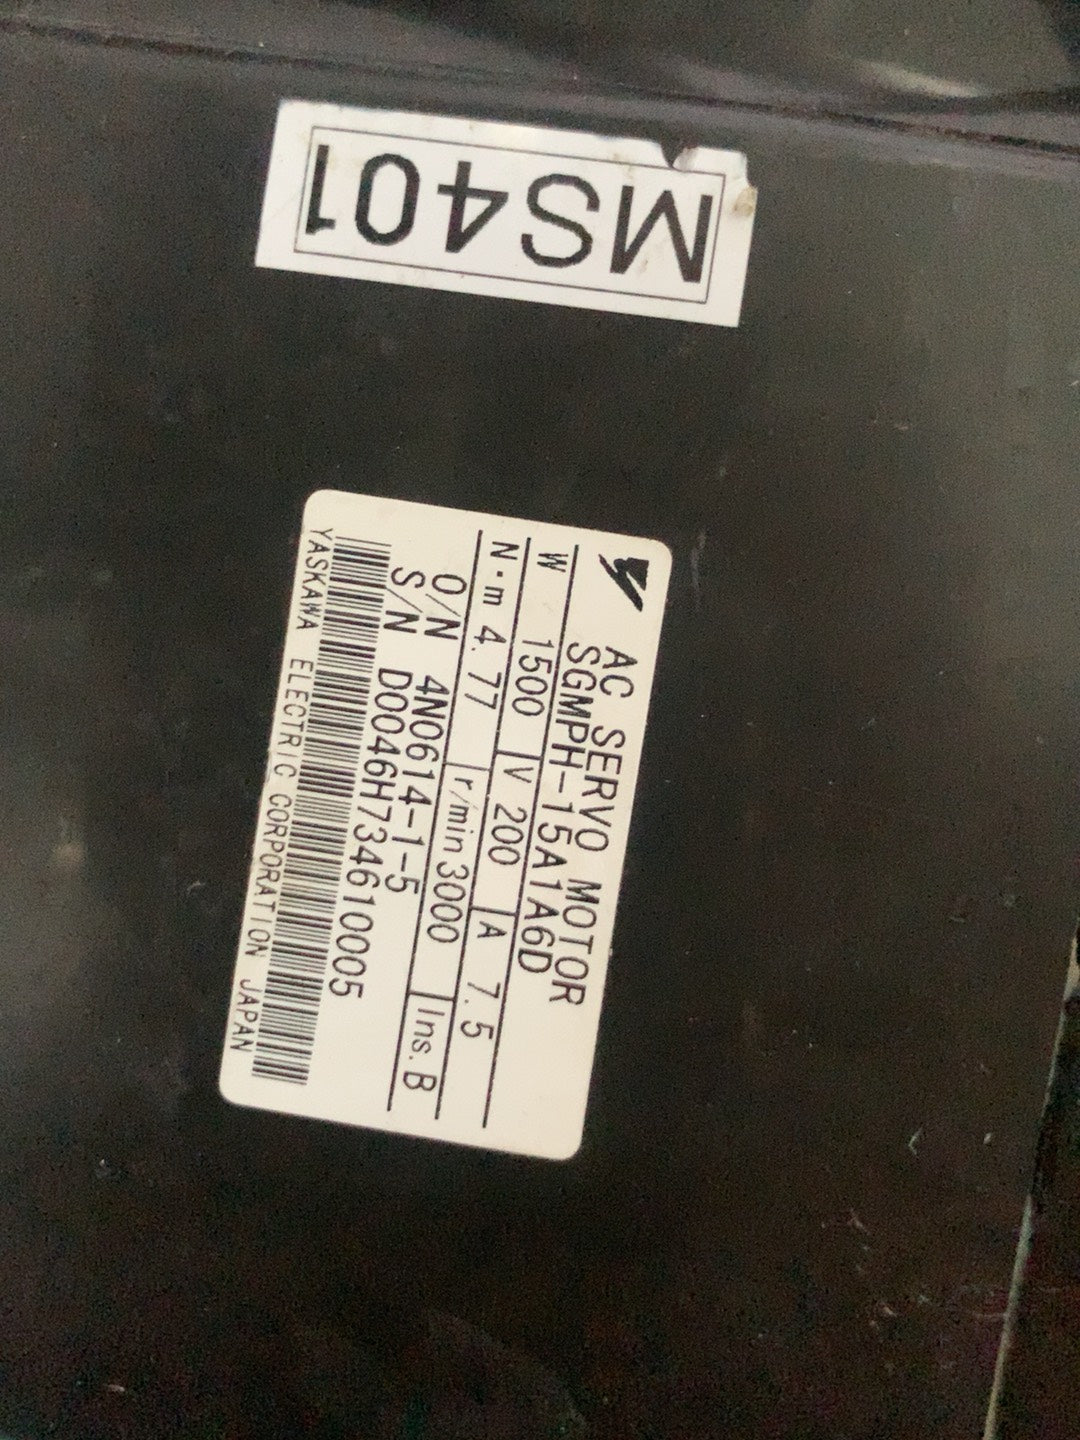 MS401
AC SERVO MOTOR
SGMPH-15A1A6D
W 1500 V 200 A 7.5
N·m 4.77 r/min 3000 Ins. B
O/N 4N0614-1-5
S/N D0046H734610005
YASKAWA ELECTRIC CORPORATION JAPAN